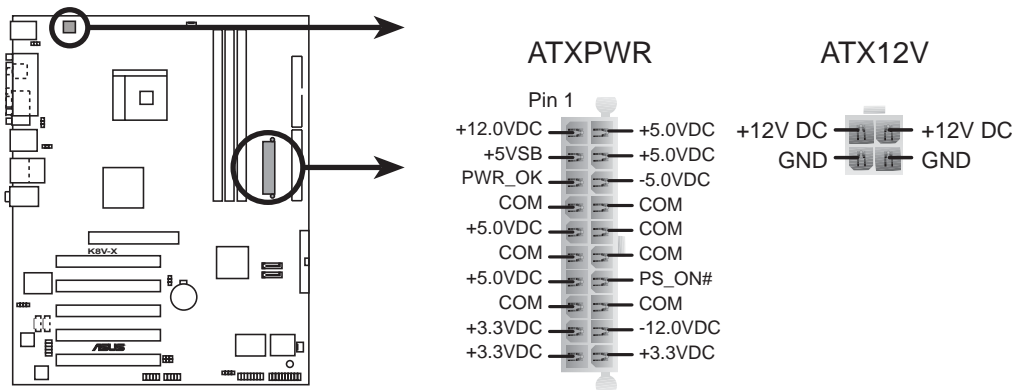 ATXPWR
ATX12V
Pin 1
+12.0VDC
+5.0VDC
+5VSB
+5.0VDC
PWR_OK
-5.0VDC
COM
COM
+5.0VDC
COM
COM
COM
+5.0VDC
PS_ON#
COM
COM
+3.3VDC
-12.0VDC
+3.3VDC
+3.3VDC
+12V DC
+12V DC
GND
GND
K8V-X
ASUS